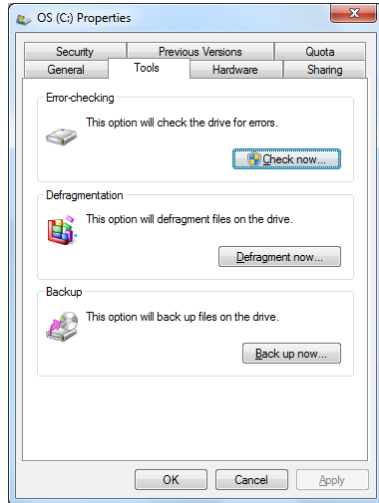 OS (C:) Properties
Security Previous Versions Quota
General Tools Hardware Sharing
Error-checking
This option will check the drive for errors.
Check now...
Defragmentation
This option will defragment files on the drive.
Defragment now...
Backup
This option will back up files on the drive.
Back up now...
OK Cancel Apply